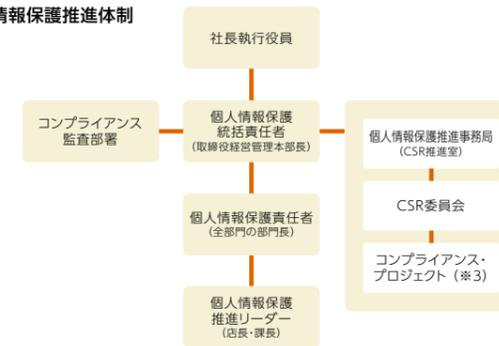 情報保護推進体制
社長執行役員
コンプライアンス
監査部署
個人情報保護
統括責任者
(取締役経営管理本部長)
個人情報保護推進事務局
(CSR推進室)
CSR委員会
コンプライアンス・
プロジェクト（※3）
個人情報保護責任者
(全部門の部門長)
個人情報保護
推進リーダー
(店長・課長)